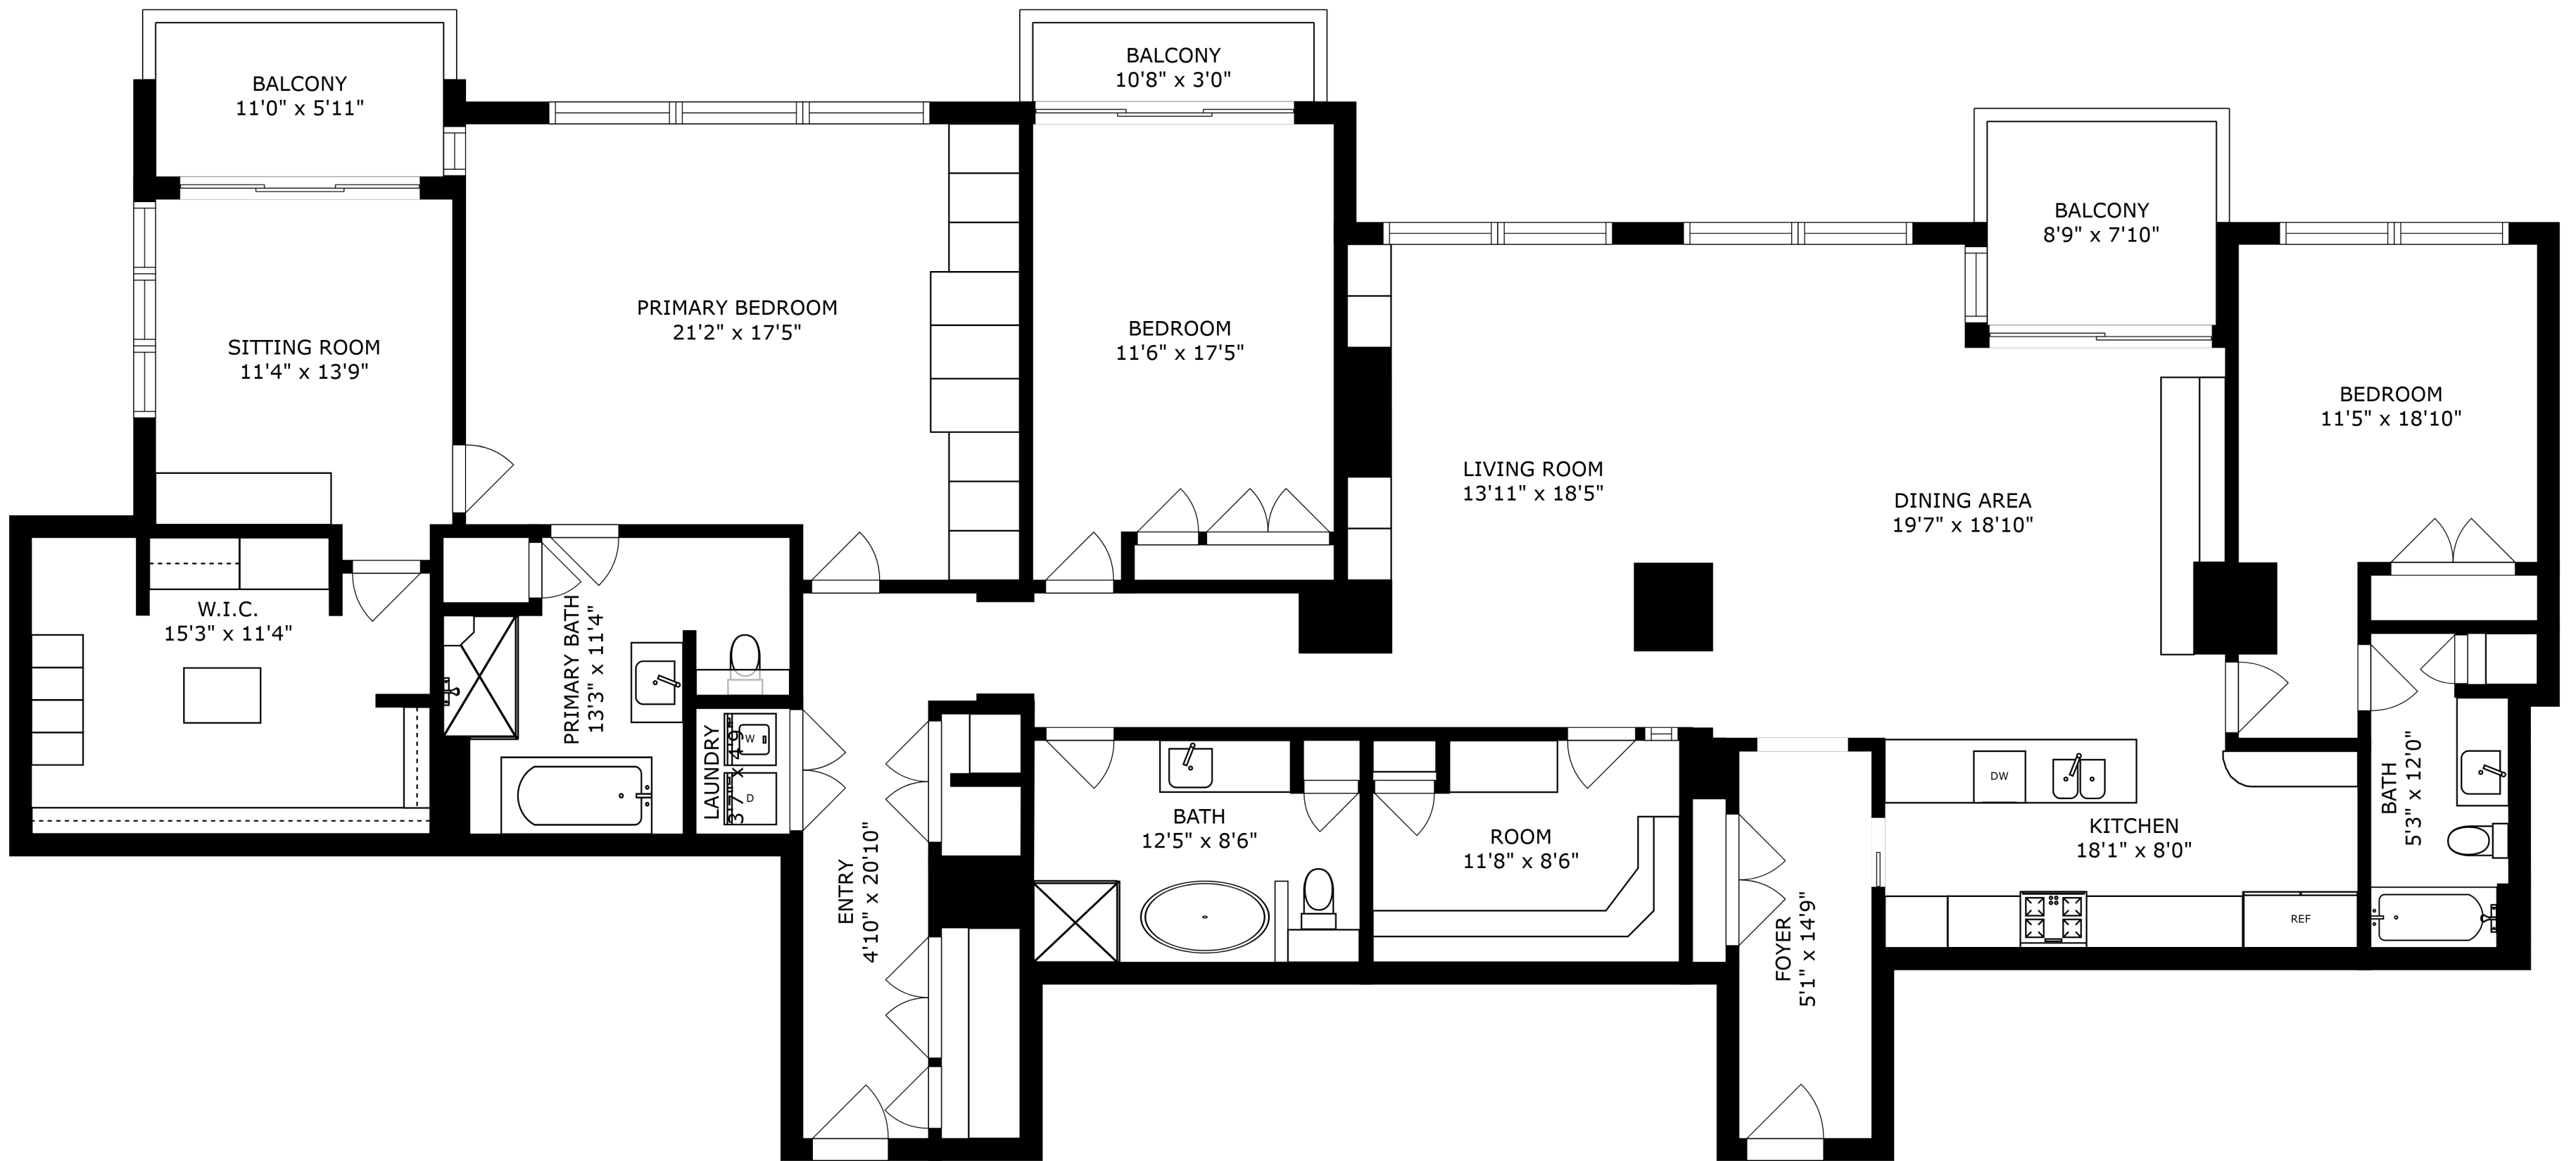 BALCONY
11'0" x 5'11"
BALCONY
10'8" x 3'0"
BALCONY
8'9" x 7'10"
PRIMARY BEDROOM
21'2" x 17'5"
SITTING ROOM
11'4" x 13'9"
BEDROOM
11'6" x 17'5"
BEDROOM
11'5" x 18'10"
LIVING ROOM
13'11" x 18'5"
DINING AREA
19'7" x 18'10"
W.I.C.
15'3" x 11'4"
PRIMARY BATH
13'3" x 11'4"
LAUNDRY
3'7" x 4'9"
W
D
ENTRY
4'10" x 20'10"
BATH
12'5" x 8'6"
ROOM
11'8" x 8'6"
FOYER
5'1" x 14'9"
DW
KITCHEN
18'1" x 8'0"
REF
BATH
5'3" x 12'0"